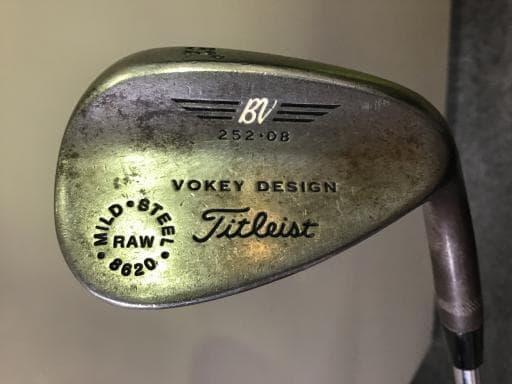 BV
252•08
VOKEY DESIGN
Titleist
• MILD • STEEL •
RAW
8620